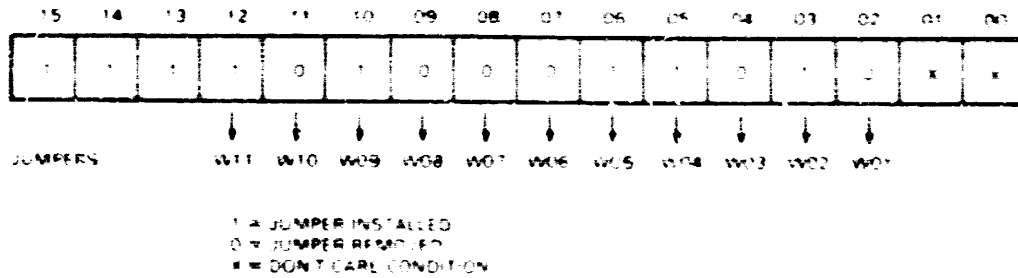 15 14 13 12 11 10 09 08 07 06 05 04 03 02 01 00
1 1 1 1 0 1 0 0 0 1 1 0 1 0 * *
JUMPERS W11 W10 W09 W08 W07 W06 W05 W04 W03 W02 W01
1 = JUMPER INSTALLED
0 = JUMPER REMOVED
* = DON'T CARE CONDITION